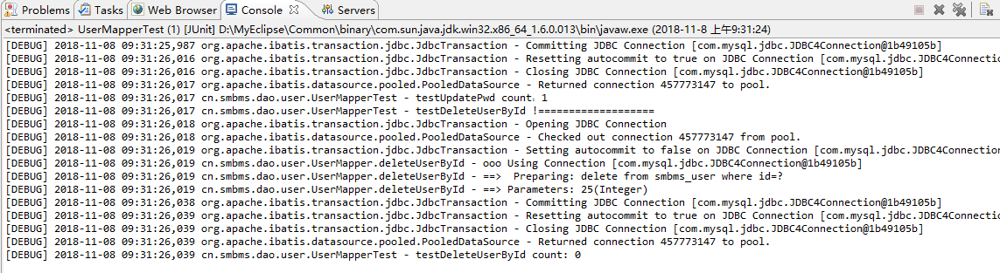 Problems Tasks Web Browser Console Servers
<terminated> UserMapperTest (1) [JUnit] D:\MyEclipse\Common\binary\com.sun.java.jdk.win32.x86_64_1.6.0.013\bin\javaw.exe (2018-11-8 上午9:31:24)
[DEBUG] 2018-11-08 09:31:25,987 org.apache.ibatis.transaction.jdbc.JdbcTransaction - Committing JDBC Connection [com.mysql.jdbc.JDBC4Connection@1b49105b]
[DEBUG] 2018-11-08 09:31:26,016 org.apache.ibatis.transaction.jdbc.JdbcTransaction - Resetting autocommit to true on JDBC Connection [com.mysql.jdbc.JDBC4Connectio
[DEBUG] 2018-11-08 09:31:26,016 org.apache.ibatis.transaction.jdbc.JdbcTransaction - Closing JDBC Connection [com.mysql.jdbc.JDBC4Connection@1b49105b]
[DEBUG] 2018-11-08 09:31:26,017 org.apache.ibatis.datasource.pooled.PooledDataSource - Returned connection 457773147 to pool.
[DEBUG] 2018-11-08 09:31:26,017 cn.smbms.dao.user.UserMapperTest - testUpdatePwd count：1
[DEBUG] 2018-11-08 09:31:26,017 cn.smbms.dao.user.UserMapperTest - testDeleteUserById !===================
[DEBUG] 2018-11-08 09:31:26,018 org.apache.ibatis.transaction.jdbc.JdbcTransaction - Opening JDBC Connection
[DEBUG] 2018-11-08 09:31:26,018 org.apache.ibatis.datasource.pooled.PooledDataSource - Checked out connection 457773147 from pool.
[DEBUG] 2018-11-08 09:31:26,019 org.apache.ibatis.transaction.jdbc.JdbcTransaction - Setting autocommit to false on JDBC Connection [com.mysql.jdbc.JDBC4Connection
[DEBUG] 2018-11-08 09:31:26,019 cn.smbms.dao.user.UserMapper.deleteUserById - ooo Using Connection [com.mysql.jdbc.JDBC4Connection@1b49105b]
[DEBUG] 2018-11-08 09:31:26,019 cn.smbms.dao.user.UserMapper.deleteUserById - ==>  Preparing: delete from smbms_user where id=?
[DEBUG] 2018-11-08 09:31:26,019 cn.smbms.dao.user.UserMapper.deleteUserById - ==> Parameters: 25(Integer)
[DEBUG] 2018-11-08 09:31:26,038 org.apache.ibatis.transaction.jdbc.JdbcTransaction - Committing JDBC Connection [com.mysql.jdbc.JDBC4Connection@1b49105b]
[DEBUG] 2018-11-08 09:31:26,039 org.apache.ibatis.transaction.jdbc.JdbcTransaction - Resetting autocommit to true on JDBC Connection [com.mysql.jdbc.JDBC4Connectio
[DEBUG] 2018-11-08 09:31:26,039 org.apache.ibatis.transaction.jdbc.JdbcTransaction - Closing JDBC Connection [com.mysql.jdbc.JDBC4Connection@1b49105b]
[DEBUG] 2018-11-08 09:31:26,039 org.apache.ibatis.datasource.pooled.PooledDataSource - Returned connection 457773147 to pool.
[DEBUG] 2018-11-08 09:31:26,039 cn.smbms.dao.user.UserMapperTest - testDeleteUserById count: 0